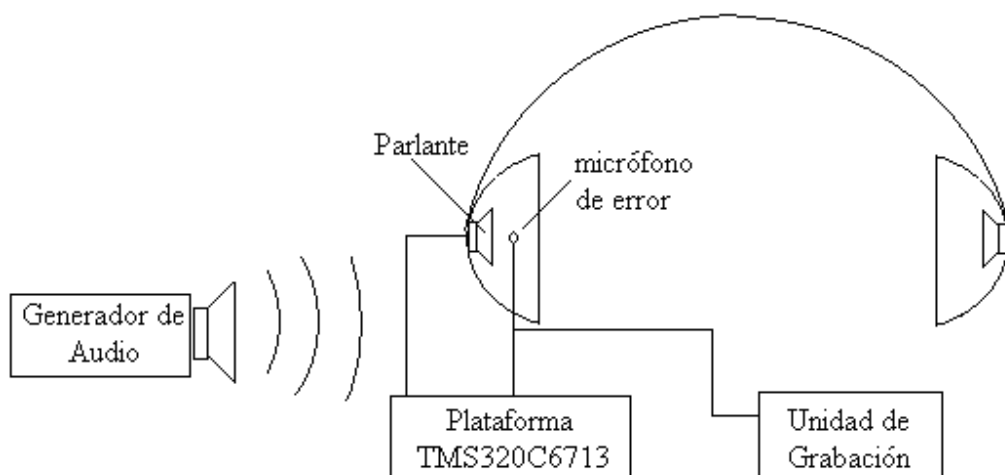 Parlante
micrófono
de error
Generador de
Audio
Plataforma
TMS320C6713
Unidad de
Grabación